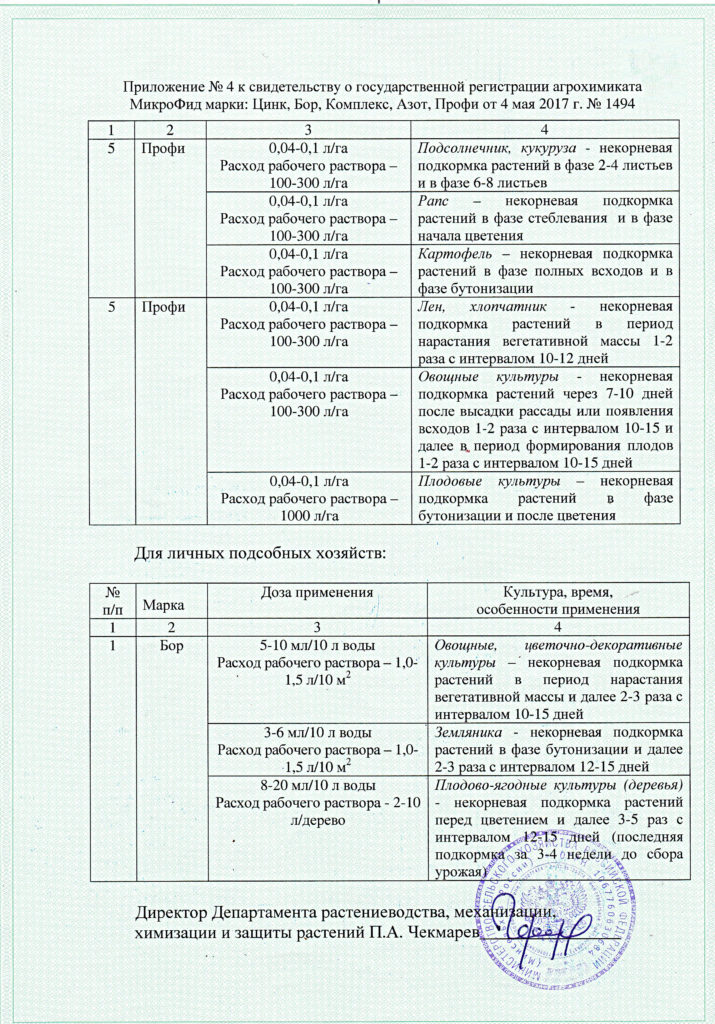 Приложение № 4 к свидетельству о государственной регистрации агрохимиката
МикроФид марки: Цинк, Бор, Комплекс, Азот, Профи от 4 мая 2017 г. № 1494
1 2 3 4
5 Профи 0,04-0,1 л/га
Расход рабочего раствора –
100-300 л/га
Подсолнечник, кукуруза - некорневая
подкормка растений в фазе 2-4 листьев
и в фазе 6-8 листьев
0,04-0,1 л/га
Расход рабочего раствора –
100-300 л/га
Рапс – некорневая подкормка
растений в фазе стеблевания и в фазе
начала цветения
0,04-0,1 л/га
Расход рабочего раствора –
100-300 л/га
Картофель – некорневая подкормка
растений в фазе полных всходов и в
фазе бутонизации
5 Профи 0,04-0,1 л/га
Расход рабочего раствора –
100-300 л/га
Лен, хлопчатник - некорневая
подкормка растений в период
нарастания вегетативной массы 1-2
раза с интервалом 10-12 дней
0,04-0,1 л/га
Расход рабочего раствора –
100-300 л/га
Овощные культуры - некорневая
подкормка растений через 7-10 дней
после высадки рассады или появления
всходов 1-2 раза с интервалом 10-15 и
далее в период формирования плодов
1-2 раза с интервалом 10-15 дней
0,04-0,1 л/га
Расход рабочего раствора –
1000 л/га
Плодовые культуры – некорневая
подкормка растений в фазе
бутонизации и после цветения
Для личных подсобных хозяйств:
№
п/п
Марка
Доза применения
Культура, время,
особенности применения
1 2 3 4
1 Бор 5-10 мл/10 л воды
Расход рабочего раствора – 1,0-
1,5 л/10 м²
Овощные, цветочно-декоративные
культуры – некорневая подкормка
растений в период нарастания
вегетативной массы и далее 2-3 раза с
интервалом 10-15 дней
3-6 мл/10 л воды
Расход рабочего раствора – 1,0-
1,5 л/10 м²
Земляника - некорневая подкормка
растений в фазе бутонизации и далее
2-3 раза с интервалом 12-15 дней
8-20 мл/10 л воды
Расход рабочего раствора - 2-10
л/дерево
Плодово-ягодные культуры (деревья)
- некорневая подкормка растений
перед цветением и далее 3-5 раз с
интервалом 12-15 дней (последняя
подкормка за 3-4 недели до сбора
урожая)
Директор Департамента растениеводства, механизации,
химизации и защиты растений П.А. Чекмарев
МИНИСТЕРСТВО СЕЛЬСКОГО ХОЗЯЙСТВА РОССИЙСКОЙ ФЕДЕРАЦИИ